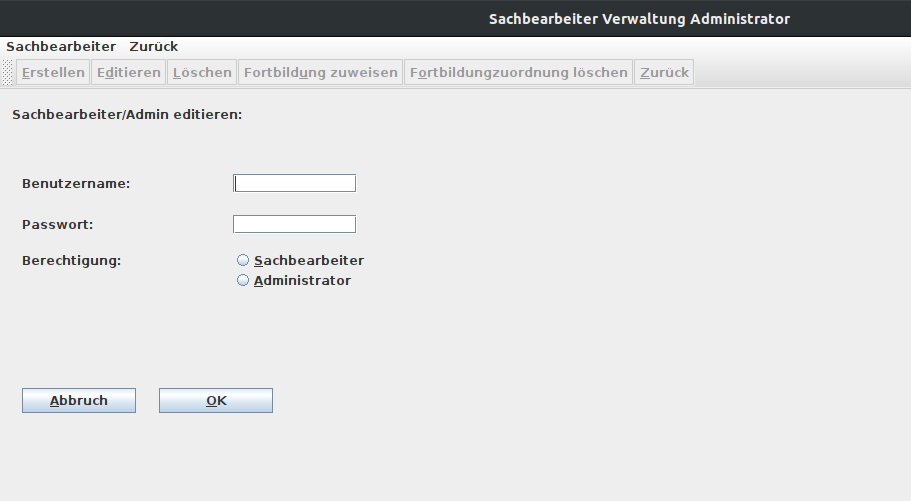 Sachbearbeiter Verwaltung Administrator
Sachbearbeiter Zurück
Erstellen Editieren Löschen Fortbildung zuweisen Fortbildungzuordnung löschen Zurück
Sachbearbeiter/Admin editieren:
Benutzername:
Passwort:
Berechtigung: Sachbearbeiter
Administrator
Abbruch OK